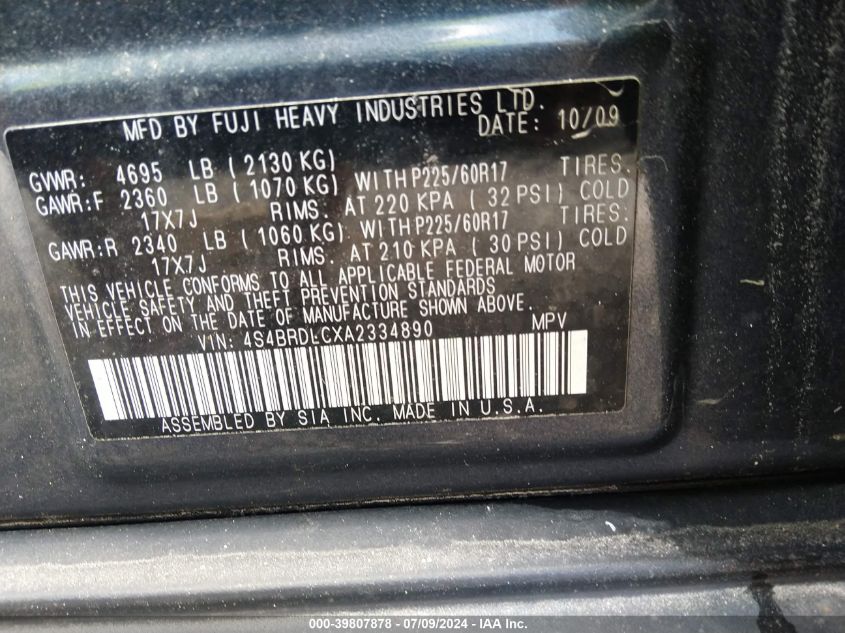 MFD BY FUJI HEAVY INDUSTRIES LTD.
DATE: 10/09
GVWR: 4695 LB (2130 KG)
GAWR:F 2360 LB (1070 KG) WITH P225/60R17 TIRES.
17X7J RIMS. AT 220 KPA (32 PSI) COLD
GAWR:R 2340 LB (1060 KG) WITH P225/60R17 TIRES:
17X7J RIMS. AT 210 KPA (30 PSI) COLD
THIS VEHICLE CONFORMS TO ALL APPLICABLE FEDERAL MOTOR
VEHICLE SAFETY AND THEFT PREVENTION STANDARDS
IN EFFECT ON THE DATE OF MANUFACTURE SHOWN ABOVE.
VIN: 4S4BRDLCXA2334890 MPV
ASSEMBLED BY SIA INC. MADE IN U.S.A.
000-39807878 - 07/09/2024 - IAA Inc.